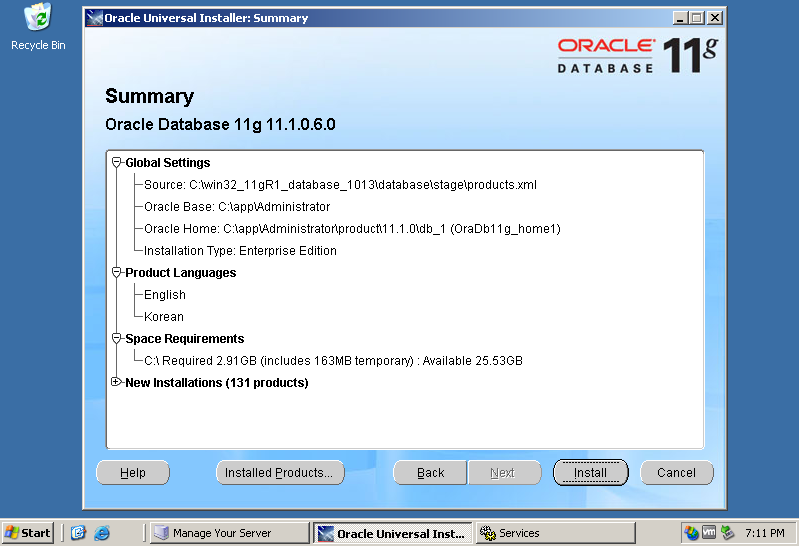 Recycle Bin
Oracle Universal Installer: Summary
ORACLE
DATABASE
11g
Summary
Oracle Database 11g 11.1.0.6.0
Global Settings
Source: C:\win32_11gR1_database_1013\database\stage\products.xml
Oracle Base: C:\app\Administrator
Oracle Home: C:\app\Administrator\product\11.1.0\db_1 (OraDb11g_home1)
Installation Type: Enterprise Edition
Product Languages
English
Korean
Space Requirements
C:\ Required 2.91GB (includes 163MB temporary) : Available 25.53GB
New Installations (131 products)
Help Installed Products... Back Next Install Cancel
Start Manage Your Server Oracle Universal Inst... Services vm 7:11 PM